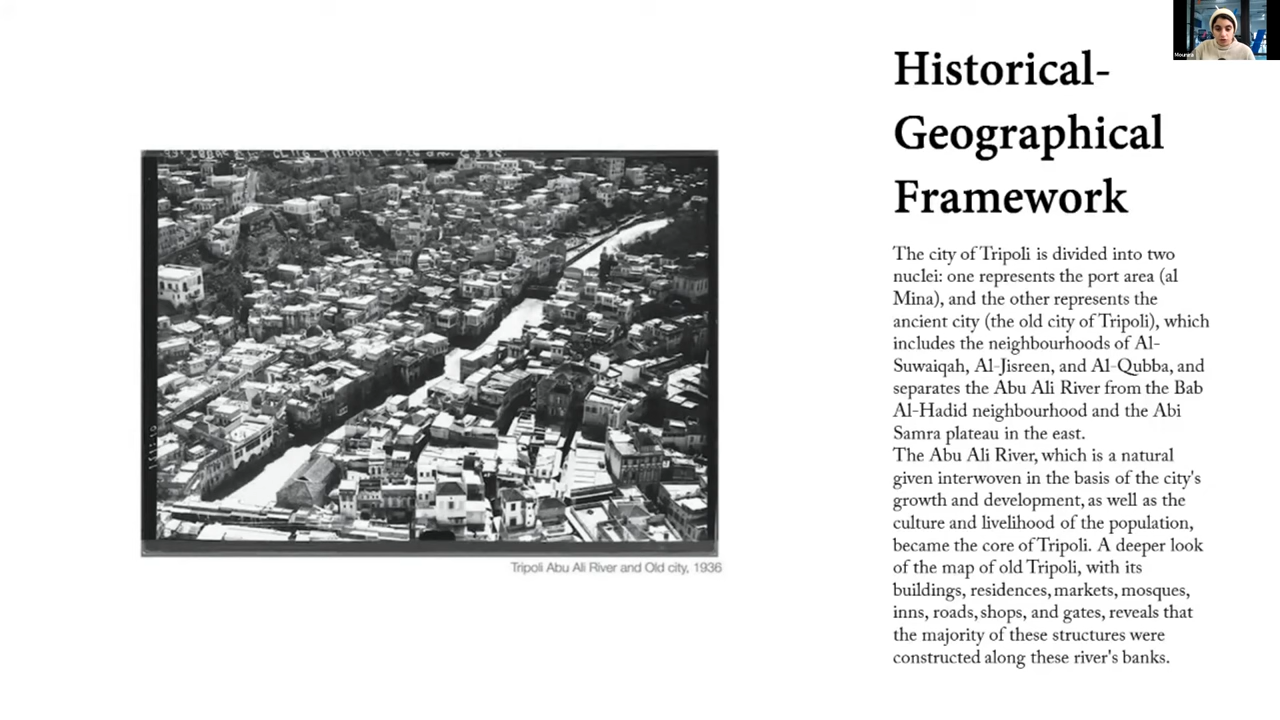 Historical-
Geographical
Framework
The city of Tripoli is divided into two
nuclei: one represents the port area (al
Mina), and the other represents the
ancient city (the old city of Tripoli), which
includes the neighbourhoods of Al-
Suwaiqah, Al-Jisreen, and Al-Qubba, and
separates the Abu Ali River from the Bab
Al-Hadid neighbourhood and the Abi
Samra plateau in the east.
The Abu Ali River, which is a natural
given interwoven in the basis of the city's
growth and development, as well as the
culture and livelihood of the population,
became the core of Tripoli. A deeper look
of the map of old Tripoli, with its
buildings, residences, markets, mosques,
inns, roads, shops, and gates, reveals that
the majority of these structures were
constructed along these river's banks.
Tripoli Abu Ali River and Old city, 1936